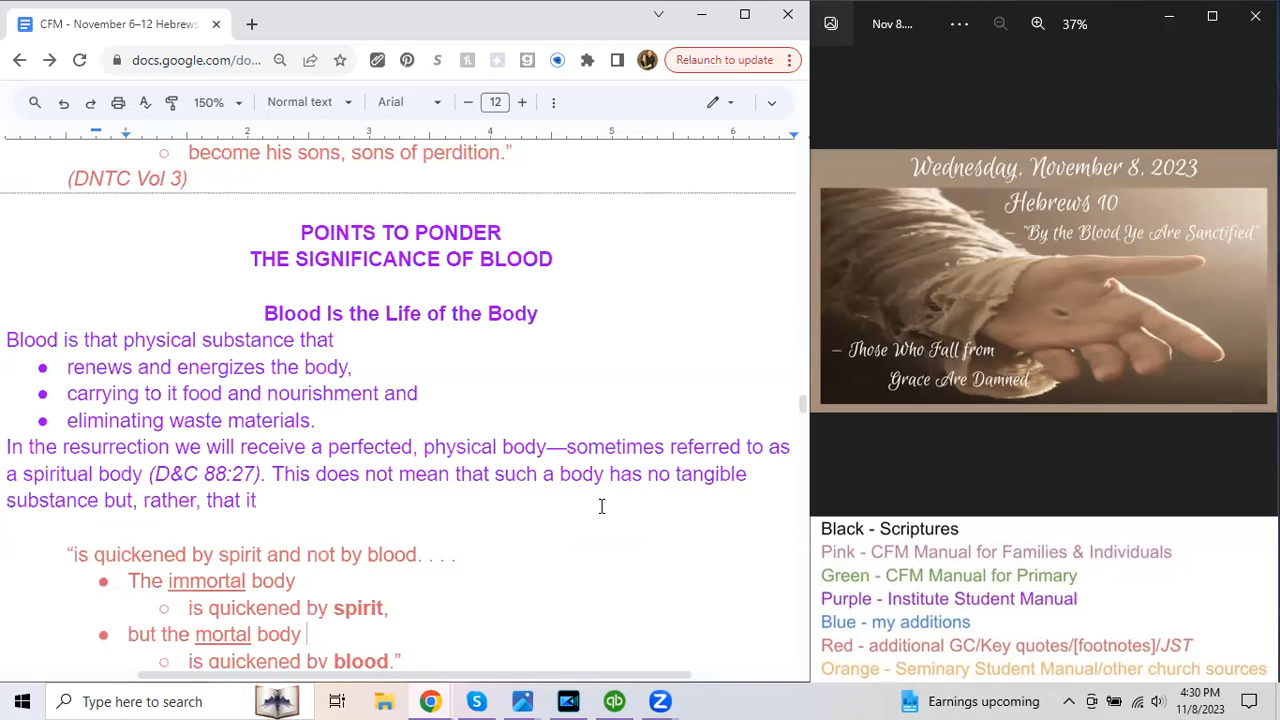 CFM - November 6–12 Hebrews
docs.google.com/do...
Relaunch to update
150%
Normal text
Arial
12
1
2
3
4
5
6
○ become his sons, sons of perdition.”
(DNTC Vol 3)
POINTS TO PONDER
THE SIGNIFICANCE OF BLOOD
Blood Is the Life of the Body
Blood is that physical substance that
● renews and energizes the body,
● carrying to it food and nourishment and
● eliminating waste materials.
In the resurrection we will receive a perfected, physical body—sometimes referred to as
a spiritual body (D&C 88:27). This does not mean that such a body has no tangible
substance but, rather, that it
“is quickened by spirit and not by blood. . . .
● The immortal body
○ is quickened by spirit,
● but the mortal body
○ is quickened by blood.”
Nov 8....
37%
Wednesday, November 8, 2023
Hebrews 10
– “By the Blood Ye Are Sanctified”
– Those Who Fall from
Grace Are Damned
Black - Scriptures
Pink - CFM Manual for Families & Individuals
Green - CFM Manual for Primary
Purple - Institute Student Manual
Blue - my additions
Red - additional GC/Key quotes/[footnotes]/JST
Orange - Seminary Student Manual/other church sources
Type here to search
Earnings upcoming
4:30 PM
11/8/2023